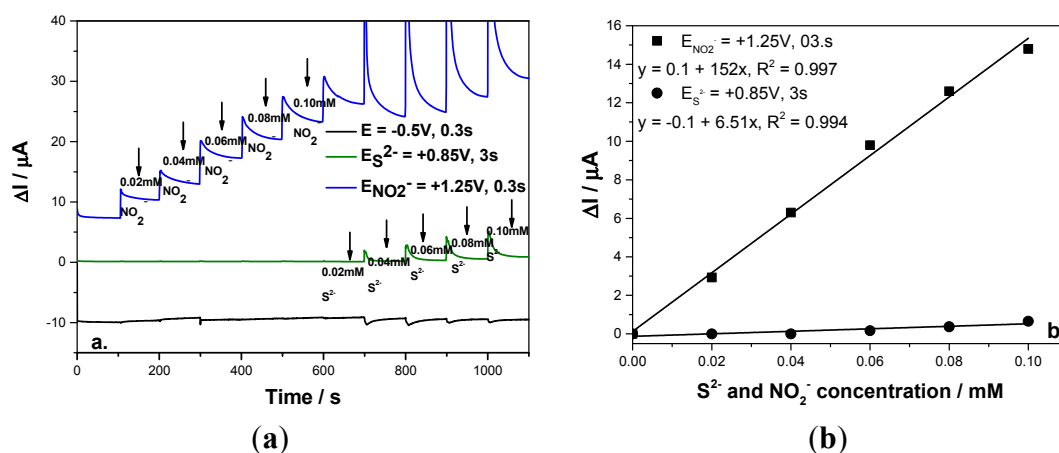 40
30
20
10
0
-10
ΔI / μA
0.02mM
NO₂⁻
0.04mM
NO₂⁻
0.06mM
NO₂⁻
0.08mM
NO₂⁻
0.10mM
NO₂⁻
E = -0.5V, 0.3s
E_S²⁻ = +0.85V, 3s
E_NO2⁻ = +1.25V, 0.3s
0.02mM
S²⁻
0.04mM
S²⁻
0.06mM
S²⁻
0.08mM
S²⁻
0.10mM
S²⁻
a.
0 200 400 600 800 1000
Time / s
(a)
16
14
12
10
8
6
4
2
0
ΔI / μA
E_NO2⁻ = +1.25V, 03.s
y = 0.1 + 152x, R² = 0.997
E_S²⁻ = +0.85V, 3s
y = -0.1 + 6.51x, R² = 0.994
b
0.00 0.02 0.04 0.06 0.08 0.10
S²⁻ and NO₂⁻ concentration / mM
(b)